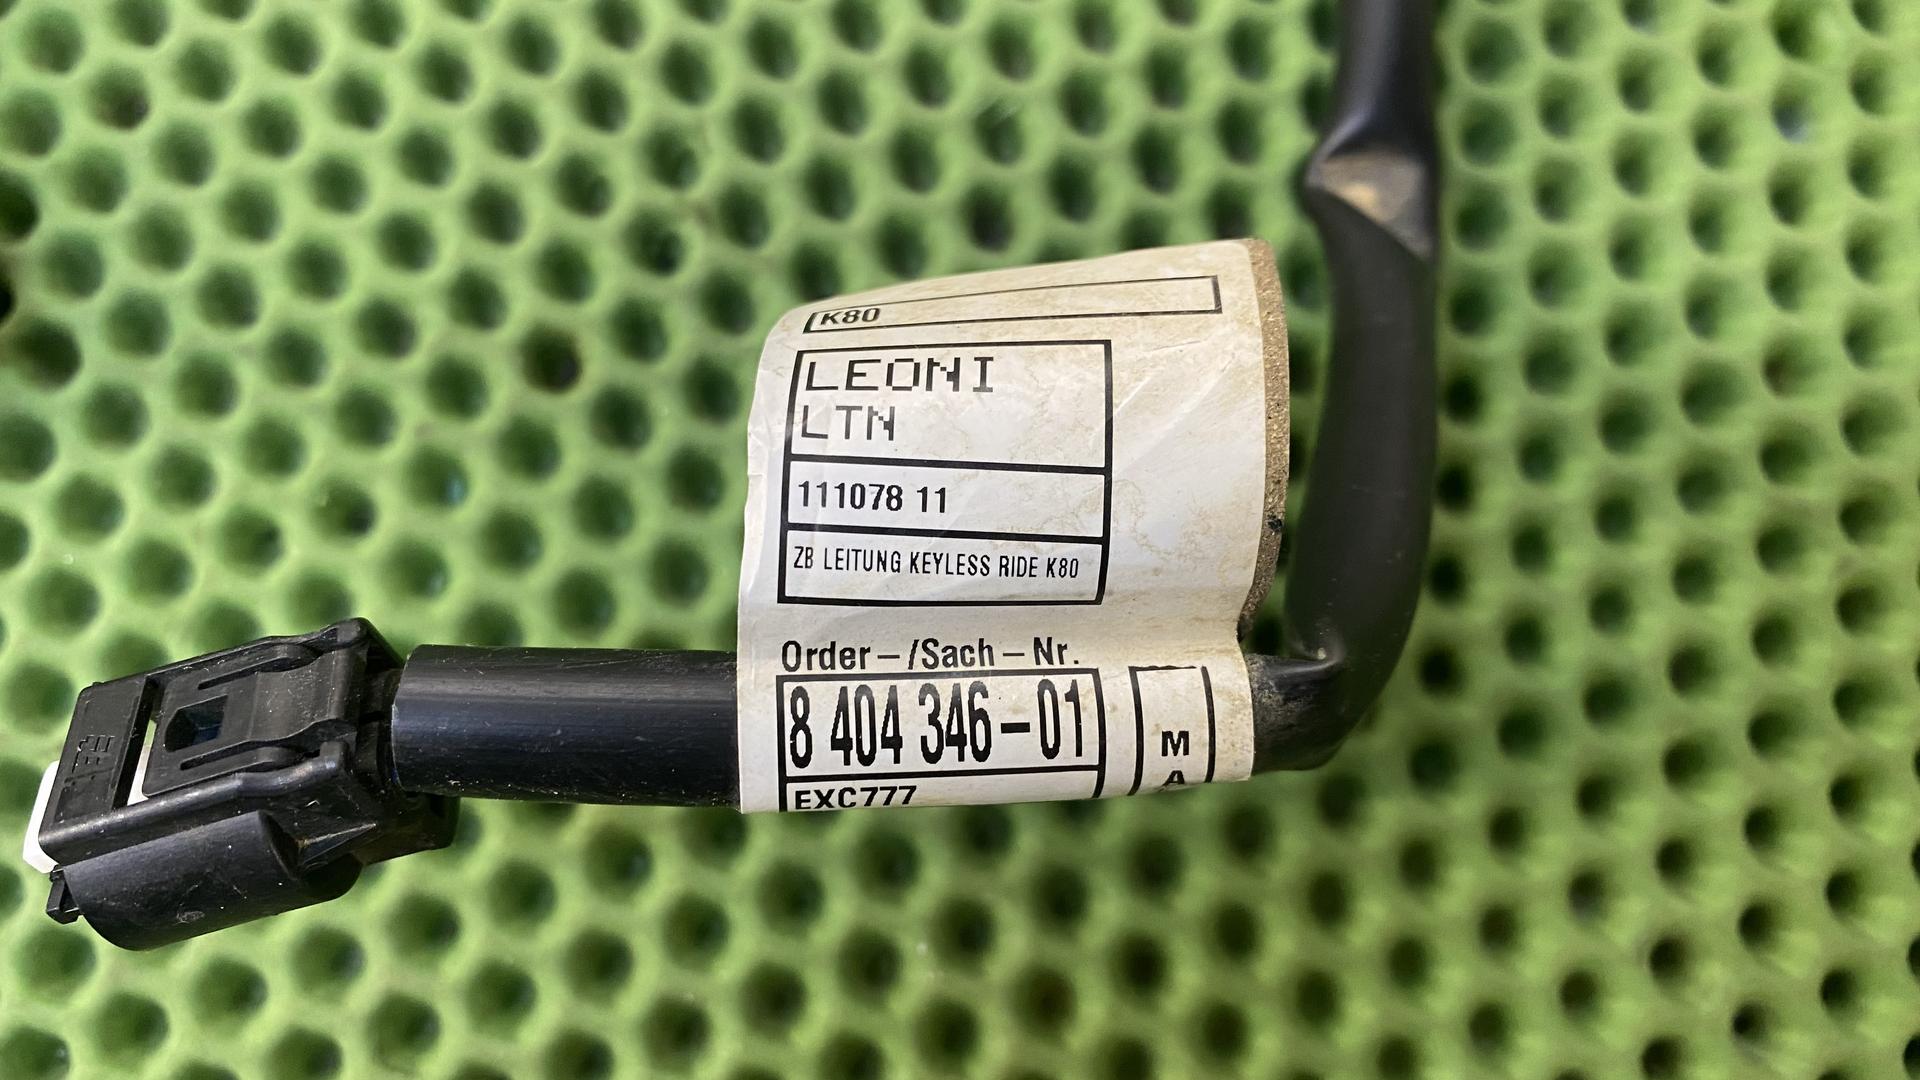 K80
LEONI
LTN
111078 11
ZB LEITUNG KEYLESS RIDE K80
Order-/Sach-Nr.
8 404 346-01
M
A
EXC777